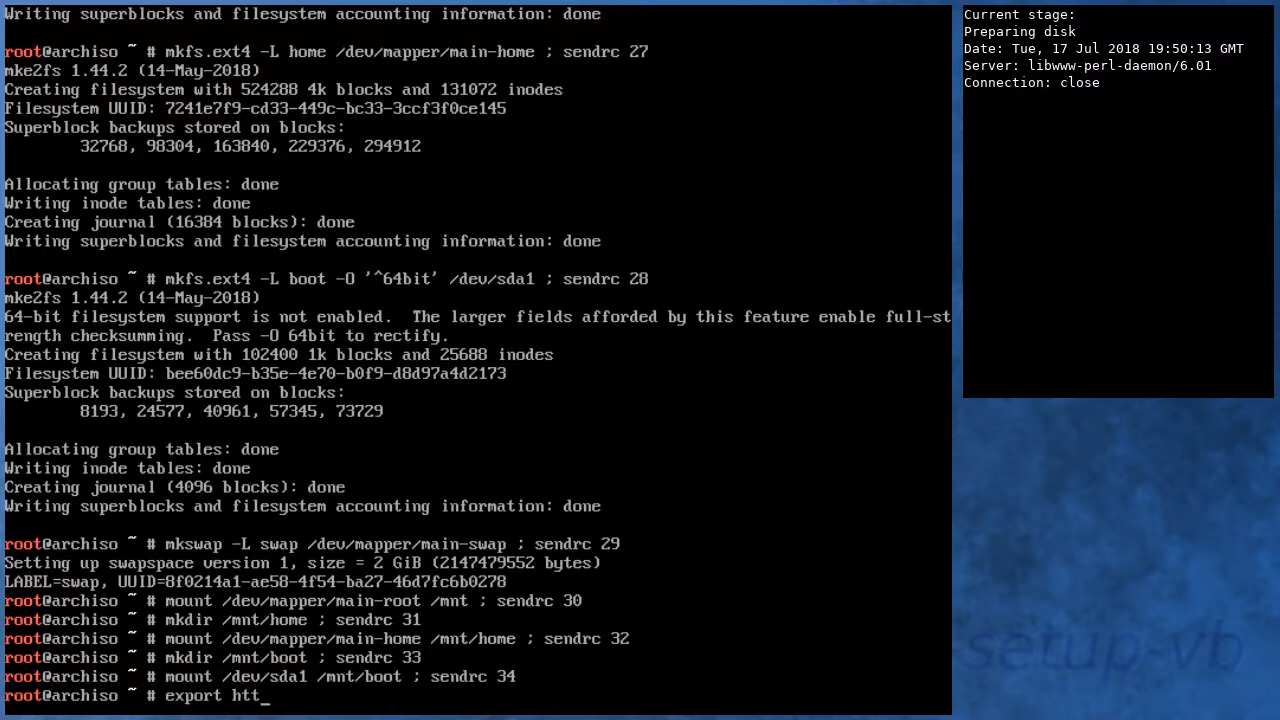 Writing superblocks and filesystem accounting information: done
root@archiso ~ # mkfs.ext4 -L home /dev/mapper/main-home ; sendrc 27
mke2fs 1.44.2 (14-May-2018)
Creating filesystem with 524288 4k blocks and 131072 inodes
Filesystem UUID: 7241e7f9-cd33-449c-bc33-3ccf3f0ce145
Superblock backups stored on blocks:
        32768, 98304, 163840, 229376, 294912
Allocating group tables: done
Writing inode tables: done
Creating journal (16384 blocks): done
Writing superblocks and filesystem accounting information: done
root@archiso ~ # mkfs.ext4 -L boot -O '^64bit' /dev/sda1 ; sendrc 28
mke2fs 1.44.2 (14-May-2018)
64-bit filesystem support is not enabled.  The larger fields afforded by this feature enable full-st
rength checksumming.  Pass -O 64bit to rectify.
Creating filesystem with 102400 1k blocks and 25688 inodes
Filesystem UUID: bee60dc9-b35e-4e70-b0f9-d8d97a4d2173
Superblock backups stored on blocks:
        8193, 24577, 40961, 57345, 73729
Allocating group tables: done
Writing inode tables: done
Creating journal (4096 blocks): done
Writing superblocks and filesystem accounting information: done
root@archiso ~ # mkswap -L swap /dev/mapper/main-swap ; sendrc 29
Setting up swapspace version 1, size = 2 GiB (2147479552 bytes)
LABEL=swap, UUID=8f0214a1-ae58-4f54-ba27-46d7fc6b0278
root@archiso ~ # mount /dev/mapper/main-root /mnt ; sendrc 30
root@archiso ~ # mkdir /mnt/home ; sendrc 31
root@archiso ~ # mount /dev/mapper/main-home /mnt/home ; sendrc 32
root@archiso ~ # mkdir /mnt/boot ; sendrc 33
root@archiso ~ # mount /dev/sda1 /mnt/boot ; sendrc 34
root@archiso ~ # export htt_
Current stage:
Preparing disk
Date: Tue, 17 Jul 2018 19:50:13 GMT
Server: libwww-perl-daemon/6.01
Connection: close
setup-vb